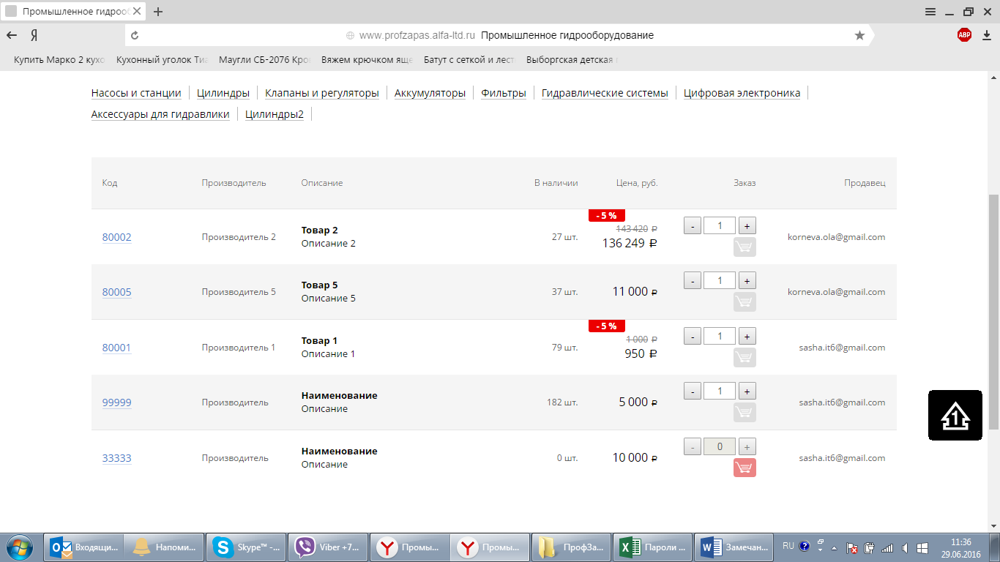 Промышленное гидрооб
www.profzapas.alfa-ltd.ru Промышленное гидрооборудование
ABP
Купить Марко 2 кухо Кухонный уголок Тиа Маугли СБ-2076 Кро Вяжем крючком яще Батут с сеткой и лест Выборгская детская
Насосы и станции Цилиндры Клапаны и регуляторы Аккумуляторы Фильтры Гидравлические системы Цифровая электроника
Аксессуары для гидравлики Цилиндры2
Код Производитель Описание В наличии Цена, руб. Заказ Продавец
- 5 %
80002 Производитель 2 Товар 2 27 шт. 143 420 ₽ - 1 + korneva.ola@gmail.com
Описание 2 136 249 ₽
80005 Производитель 5 Товар 5 37 шт. 11 000 ₽ - 1 + korneva.ola@gmail.com
Описание 5
- 5 %
80001 Производитель 1 Товар 1 79 шт. 1 000 ₽ - 1 + sasha.it6@gmail.com
Описание 1 950 ₽
99999 Производитель Наименование 182 шт. 5 000 ₽ - 1 + sasha.it6@gmail.com
Описание
33333 Производитель Наименование 0 шт. 10 000 ₽ - 0 + sasha.it6@gmail.com
Описание
1
Входящи... Напоми... Skype™ -... Viber +7... Промы... Промы... ПрофЗа... Пароли ... Замечан... RU 11:36
29.06.2016